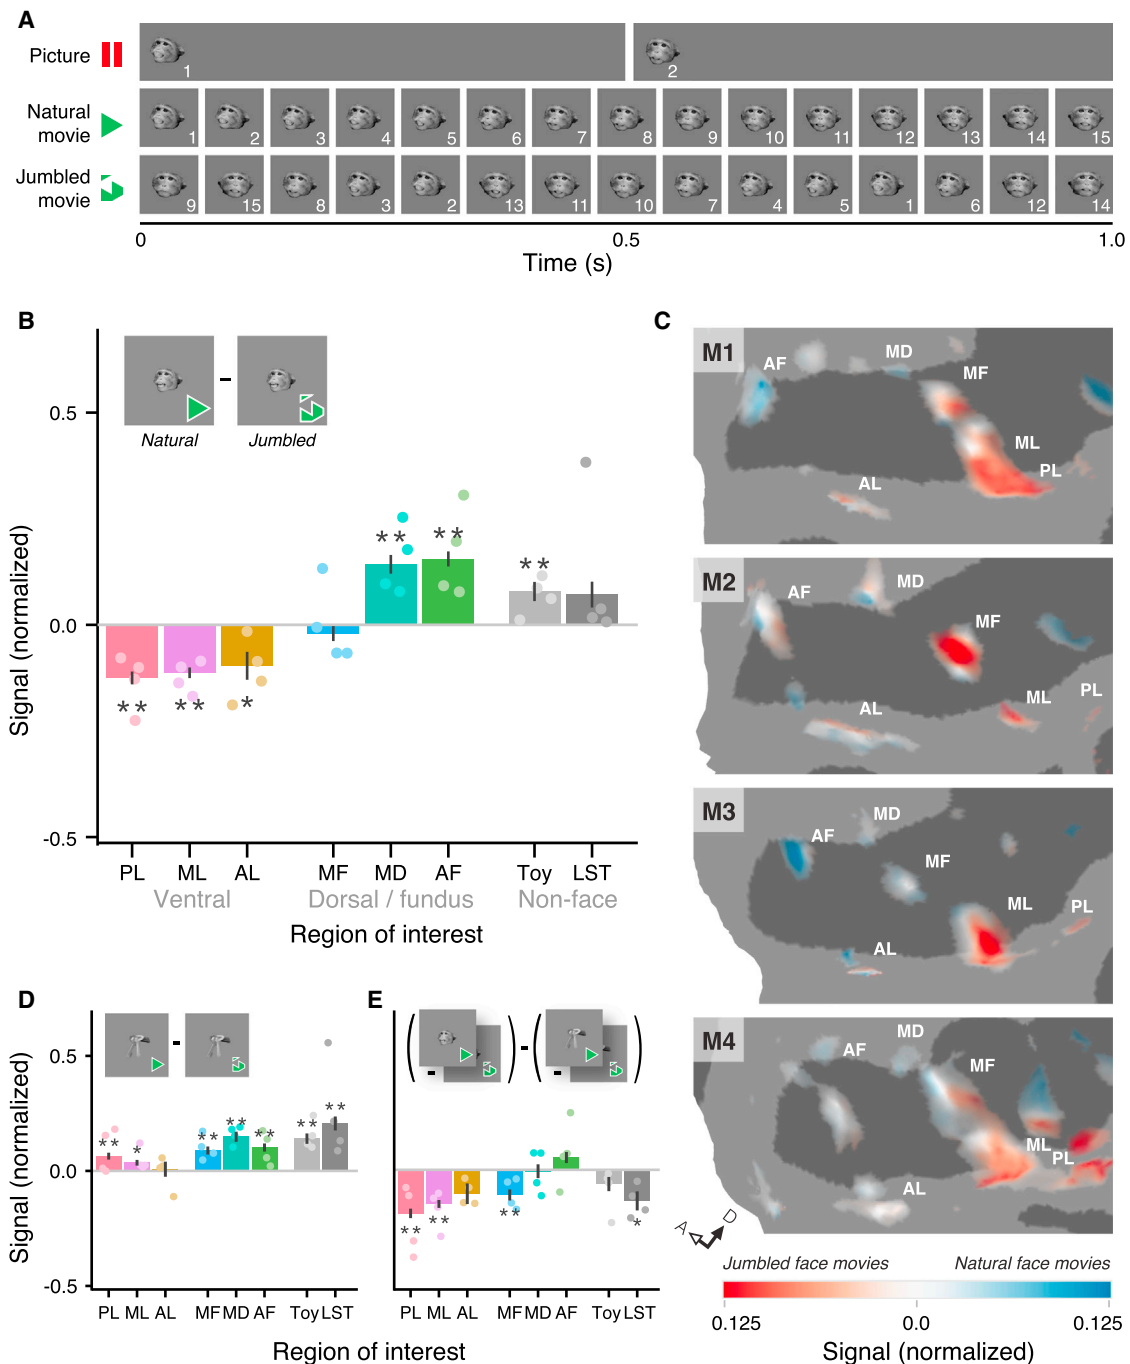 A
Picture
1
2
Natural
movie
1 2 3 4 5 6 7 8 9 10 11 12 13 14 15
Jumbled
movie
9 15 8 3 2 13 11 10 7 4 5 1 6 12 14
0 0.5 1.0
Time (s)
B
Natural - Jumbled
0.5
0.0
-0.5
Signal (normalized)
** ** * ** ** **
PL ML AL MF MD AF Toy LST
Ventral Dorsal / fundus Non-face
Region of interest
C
M1
AF MD MF ML PL AL
M2
AF MD MF ML PL AL
M3
AF MD MF ML PL AL
M4
AF MD MF ML PL AL
A D
Jumbled face movies Natural face movies
0.125 0.0 0.125
Signal (normalized)
D
-
0.5
0.0
-0.5
Signal (normalized)
** * ** ** ** ** **
PL ML AL MF MD AF Toy LST
E
( - ) - ( - )
** ** ** *
PL ML AL MF MD AF Toy LST
Region of interest